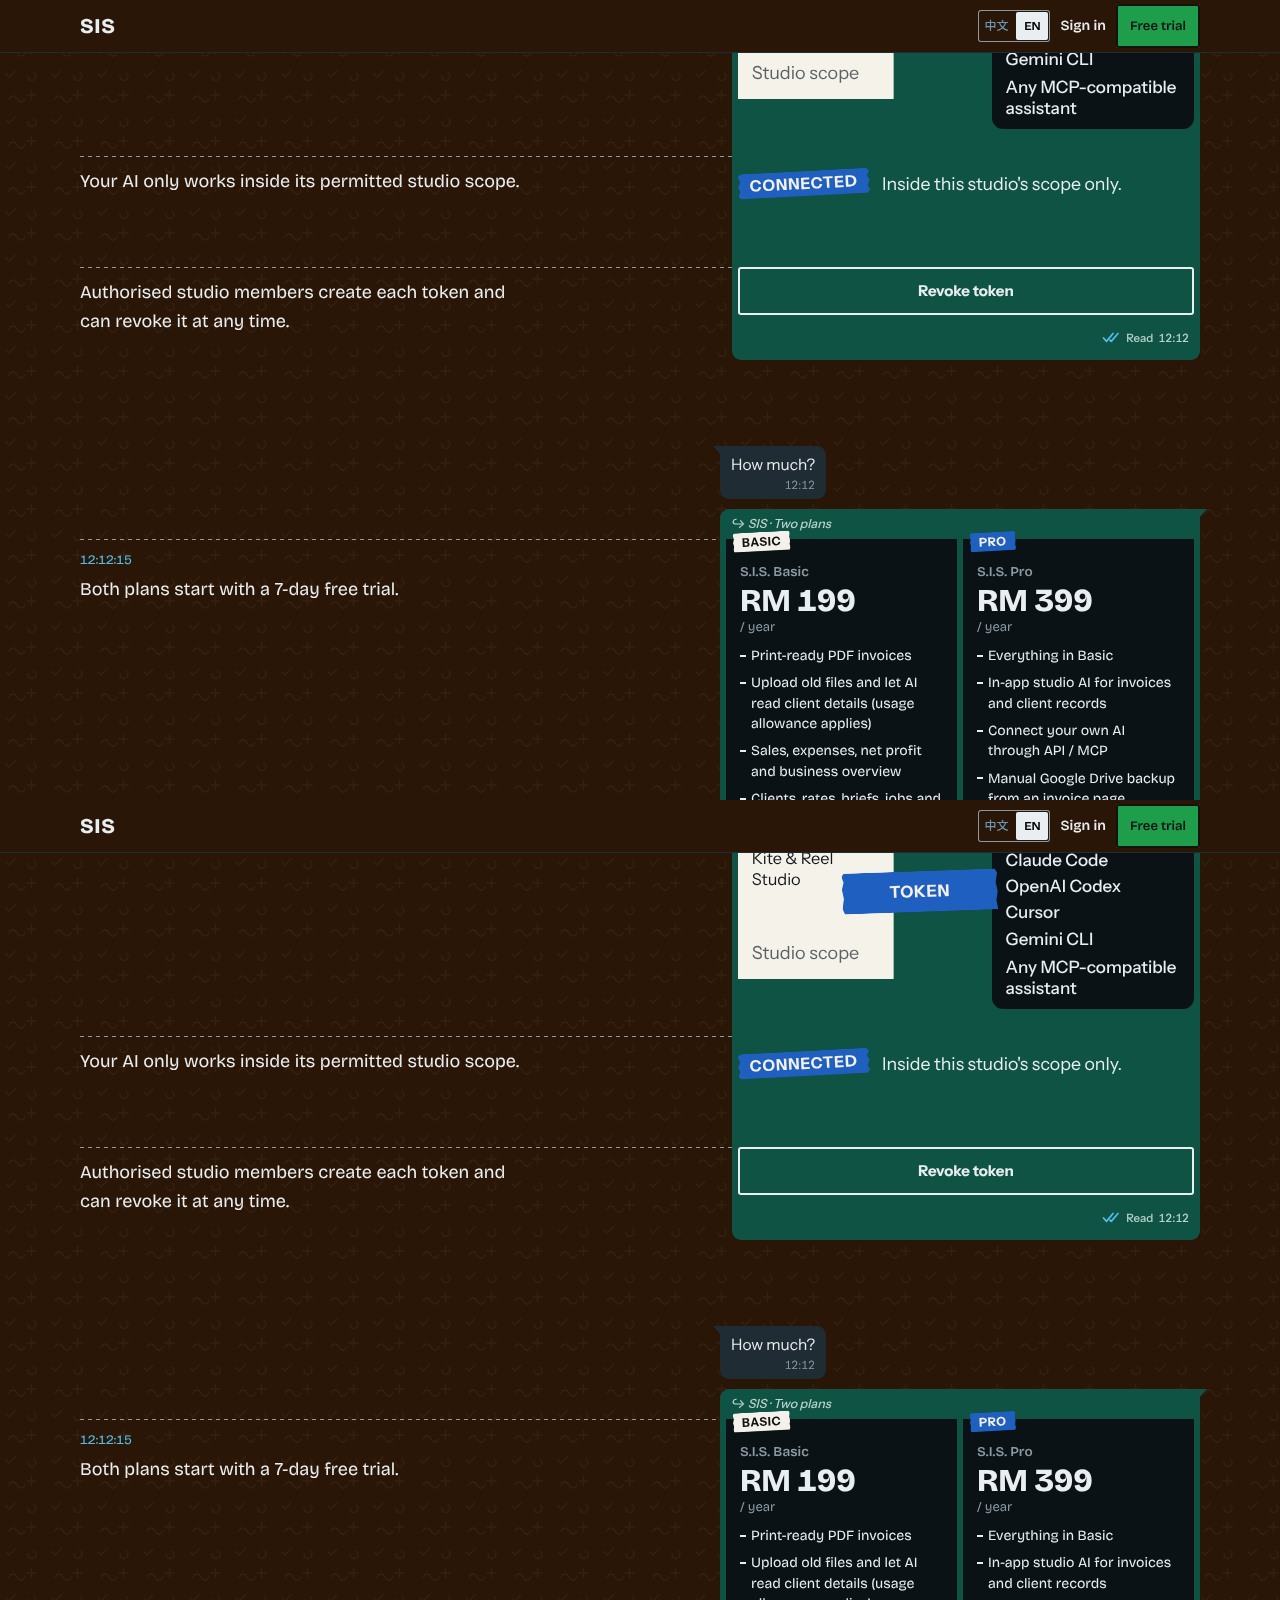 SIS
中文 EN Sign in Free trial
Gemini CLI
Studio scope
Any MCP-compatible
assistant
Your AI only works inside its permitted studio scope.
CONNECTED Inside this studio's scope only.
Authorised studio members create each token and
can revoke it at any time.
Revoke token
Read 12:12
How much?
12:12
↪ SIS · Two plans
12:12:15
Both plans start with a 7-day free trial.
BASIC
S.I.S. Basic
RM 199
/ year
– Print-ready PDF invoices
– Upload old files and let AI
read client details (usage
allowance applies)
– Sales, expenses, net profit
and business overview
– Clients, rates, briefs, jobs and
PRO
S.I.S. Pro
RM 399
/ year
– Everything in Basic
– In-app studio AI for invoices
and client records
– Connect your own AI
through API / MCP
– Manual Google Drive backup
from an invoice page
SIS
中文 EN Sign in Free trial
Kite & Reel
Studio
Studio scope
TOKEN
Claude Code
OpenAI Codex
Cursor
Gemini CLI
Any MCP-compatible
assistant
Your AI only works inside its permitted studio scope.
CONNECTED Inside this studio's scope only.
Authorised studio members create each token and
can revoke it at any time.
Revoke token
Read 12:12
How much?
12:12
↪ SIS · Two plans
12:12:15
Both plans start with a 7-day free trial.
BASIC
S.I.S. Basic
RM 199
/ year
– Print-ready PDF invoices
– Upload old files and let AI
read client details (usage
PRO
S.I.S. Pro
RM 399
/ year
– Everything in Basic
– In-app studio AI for invoices
and client records